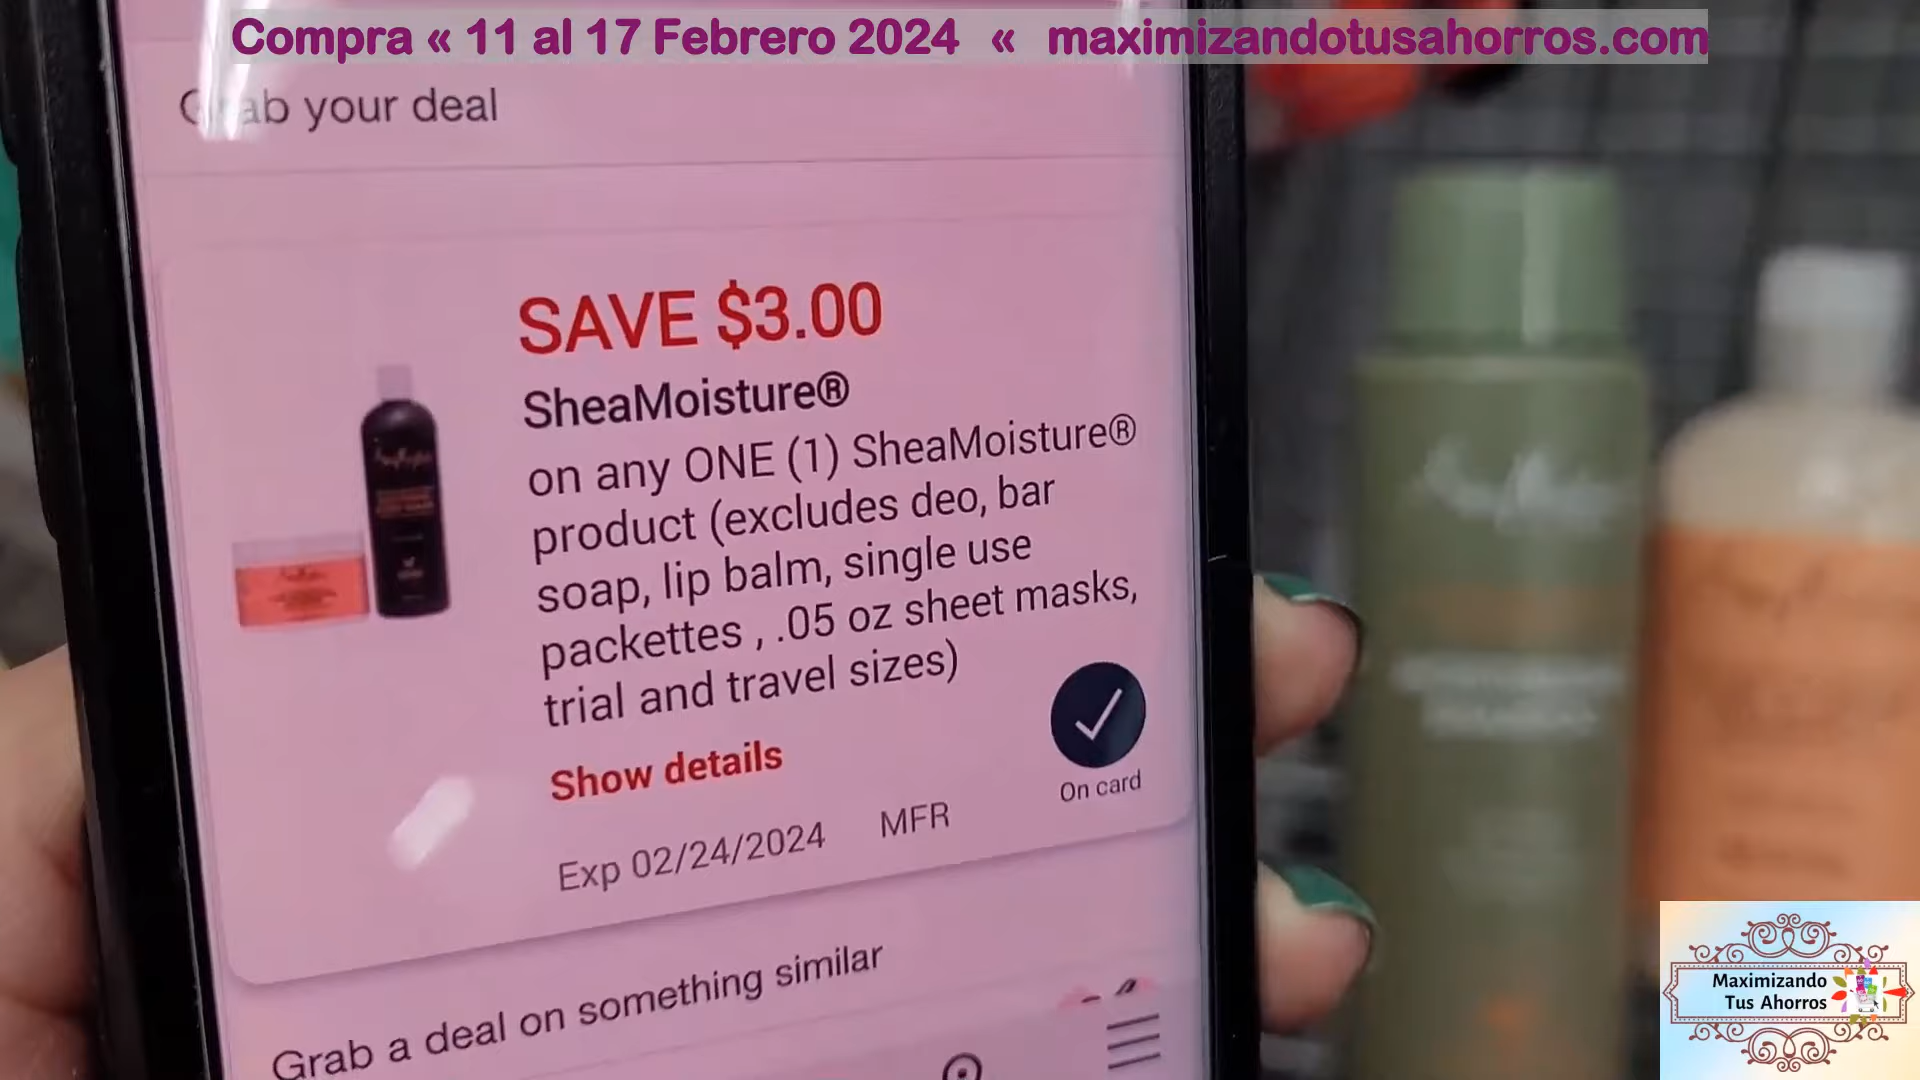 Compra « 11 al 17 Febrero 2024 « maximizandotusahorros.com
Grab your deal
SAVE $3.00
SheaMoisture®
on any ONE (1) SheaMoisture®
product (excludes deo, bar
soap, lip balm, single use
packettes , .05 oz sheet masks,
trial and travel sizes)
Show details
On card
Exp 02/24/2024 MFR
Grab a deal on something similar
Maximizando
Tus Ahorros